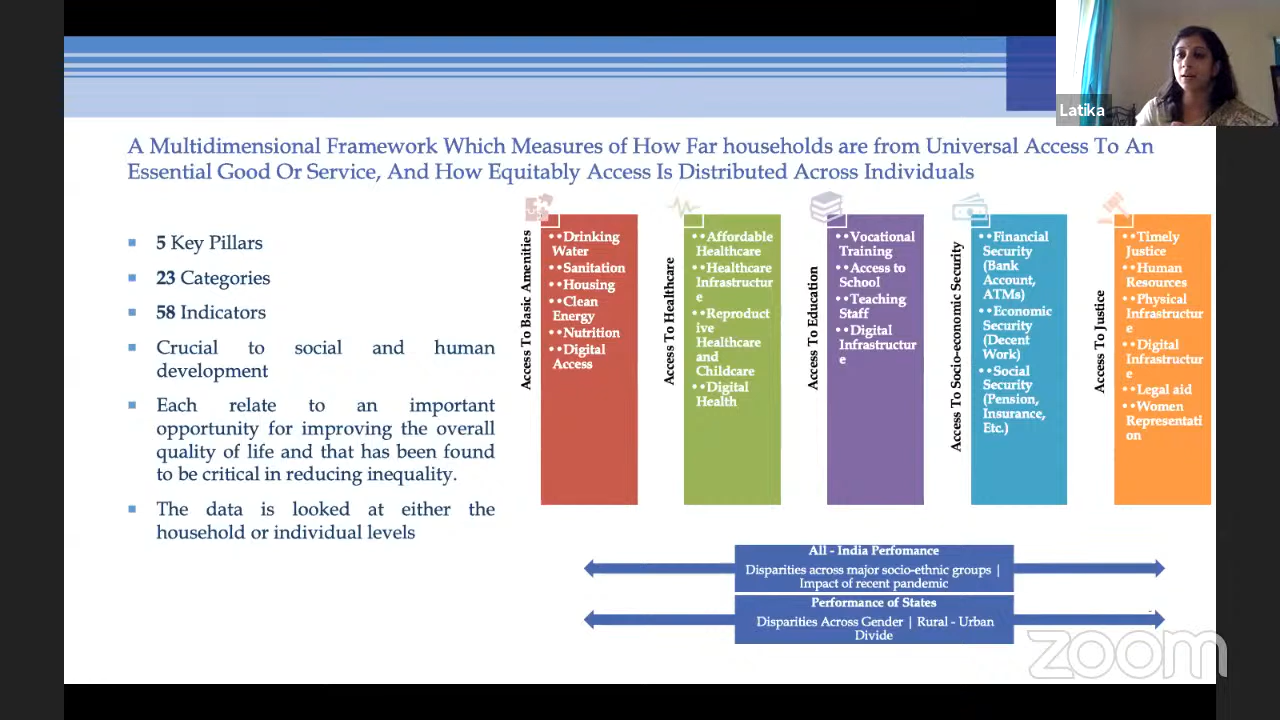 Latika
A Multidimensional Framework Which Measures of How Far households are from Universal Access To An
Essential Good Or Service, And How Equitably Access Is Distributed Across Individuals
▪ 5 Key Pillars
▪ 23 Categories
▪ 58 Indicators
▪ Crucial to social and human
development
▪ Each relate to an important
opportunity for improving the overall
quality of life and that has been found
to be critical in reducing inequality.
▪ The data is looked at either the
household or individual levels
Access To Basic Amenities
••Drinking
Water
••Sanitation
••Housing
••Clean
Energy
••Nutrition
••Digital
Access
Access To Healthcare
••Affordable
Healthcare
••Healthcare
Infrastructur
e
••Reproduct
ive
Healthcare
and
Childcare
••Digital
Health
Access To Education
••Vocational
Training
••Access to
School
••Teaching
Staff
••Digital
Infrastructur
e
Access To Socio-economic Security
••Financial
Security
(Bank
Account,
ATMs)
••Economic
Security
(Decent
Work)
••Social
Security
(Pension,
Insurance,
Etc.)
Access To Justice
••Timely
Justice
••Human
Resources
••Physical
Infrastructur
e
••Digital
Infrastructur
e
••Legal aid
••Women
Representati
on
All - India Perfomance
Disparities across major socio-ethnic groups |
Impact of recent pandemic
Performance of States
Disparities Across Gender | Rural - Urban
Divide
zoom